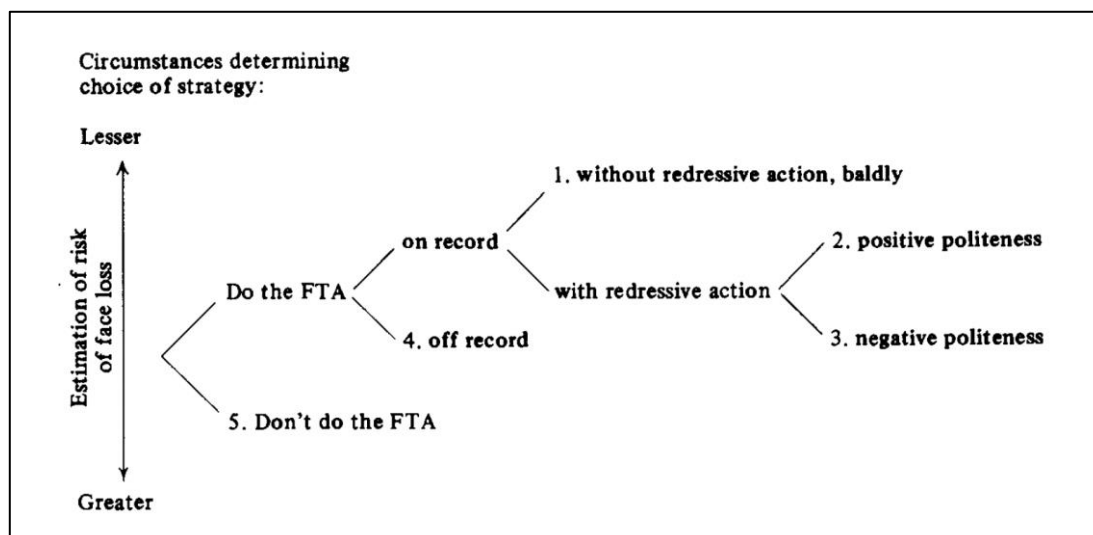 Circumstances determining
choice of strategy:
Lesser
Estimation of risk
of face loss
1. without redressive action, baldly
on record
2. positive politeness
Do the FTA
with redressive action
4. off record
3. negative politeness
5. Don't do the FTA
Greater